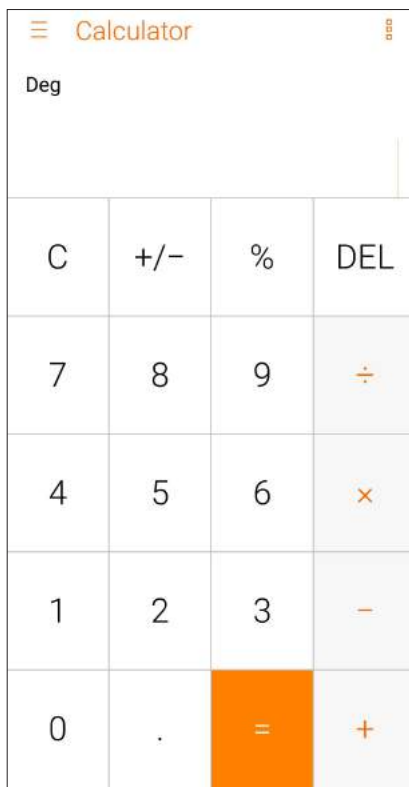 Calculator
Deg
C +/− % DEL
7 8 9 ÷
4 5 6 ×
1 2 3 −
0 . = +